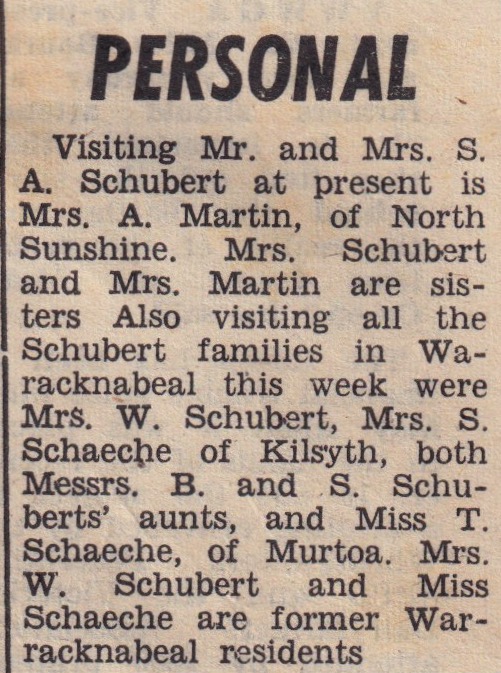 PERSONAL
Visiting Mr. and Mrs. S.
A. Schubert at present is
Mrs. A. Martin, of North
Sunshine. Mrs. Schubert
and Mrs. Martin are sis-
ters Also visiting all the
Schubert families in Wa-
racknabeal this week were
Mrs. W. Schubert, Mrs. S.
Schaeche of Kilsyth, both
Messrs. B. and S. Schu-
berts' aunts, and Miss T.
Schaeche, of Murtoa. Mrs.
W. Schubert and Miss
Schaeche are former War-
racknabeal residents